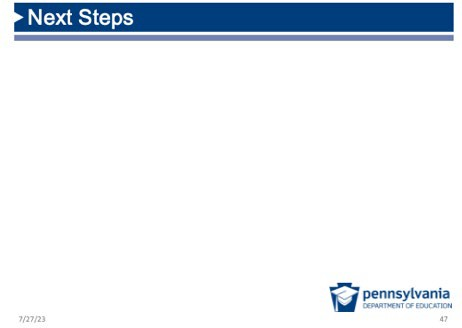 Next Steps
pennsylvania
DEPARTMENT OF EDUCATION
7/27/23
47